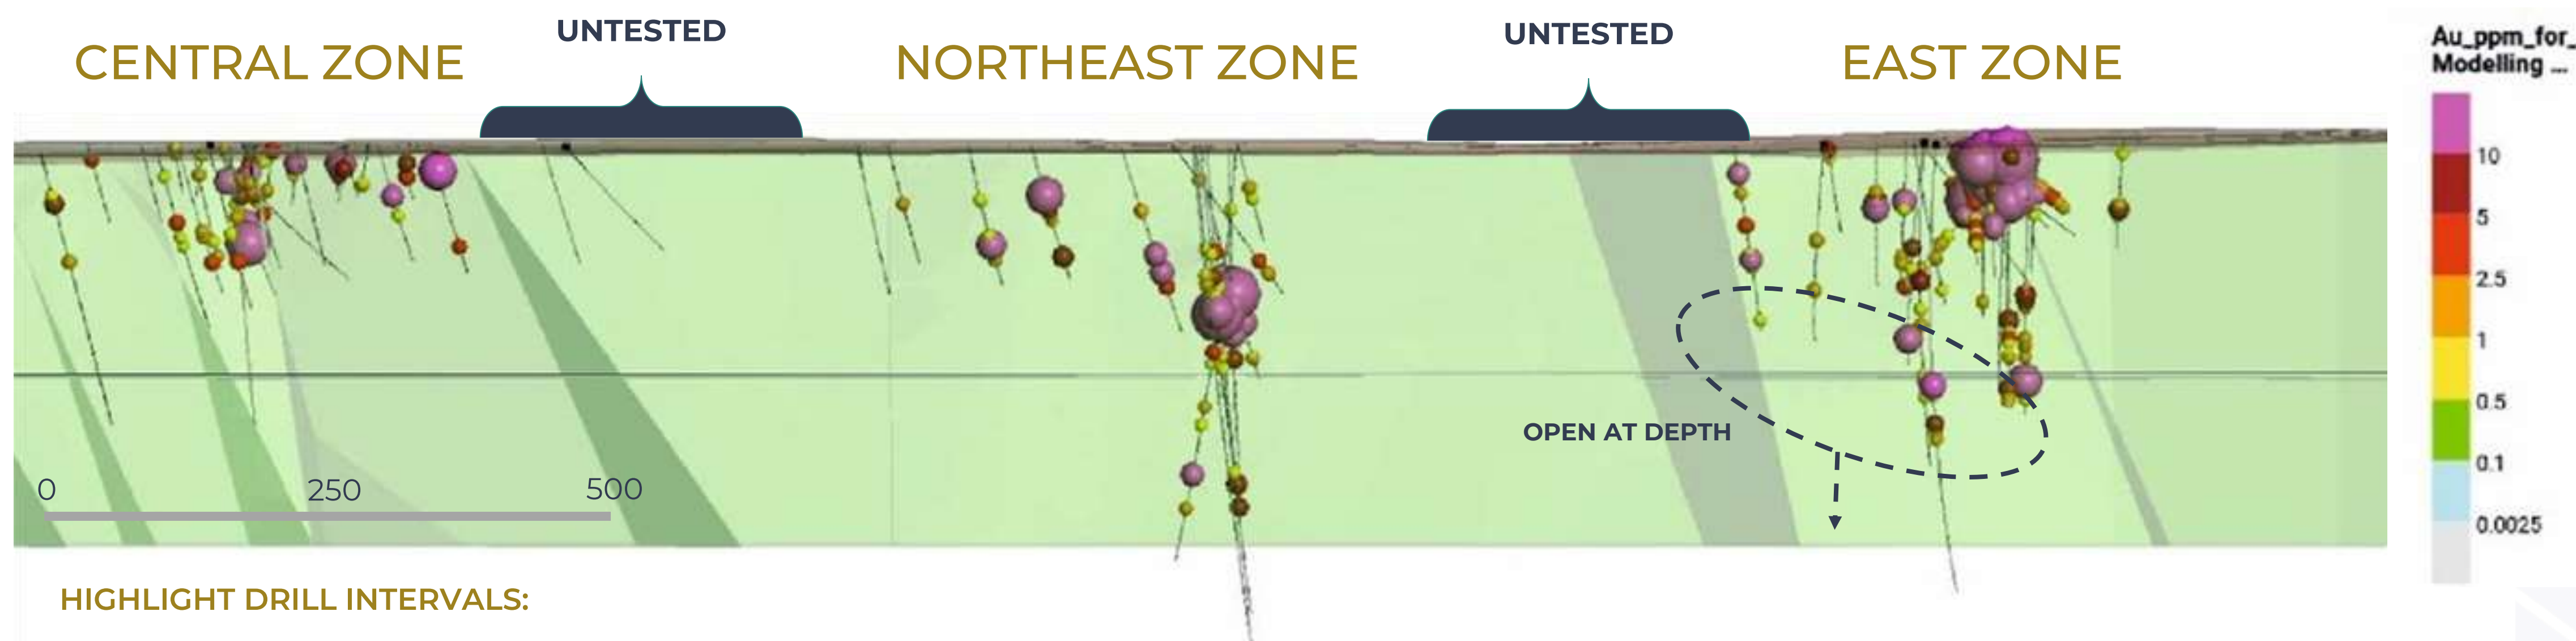 UNTESTED
UNTESTED
CENTRAL ZONE
NORTHEAST ZONE
EAST ZONE
Au_ppm_for_
Modelling ...
10
5
2.5
1
0.5
0.1
0.0025
OPEN AT DEPTH
0
250
500
HIGHLIGHT DRILL INTERVALS: